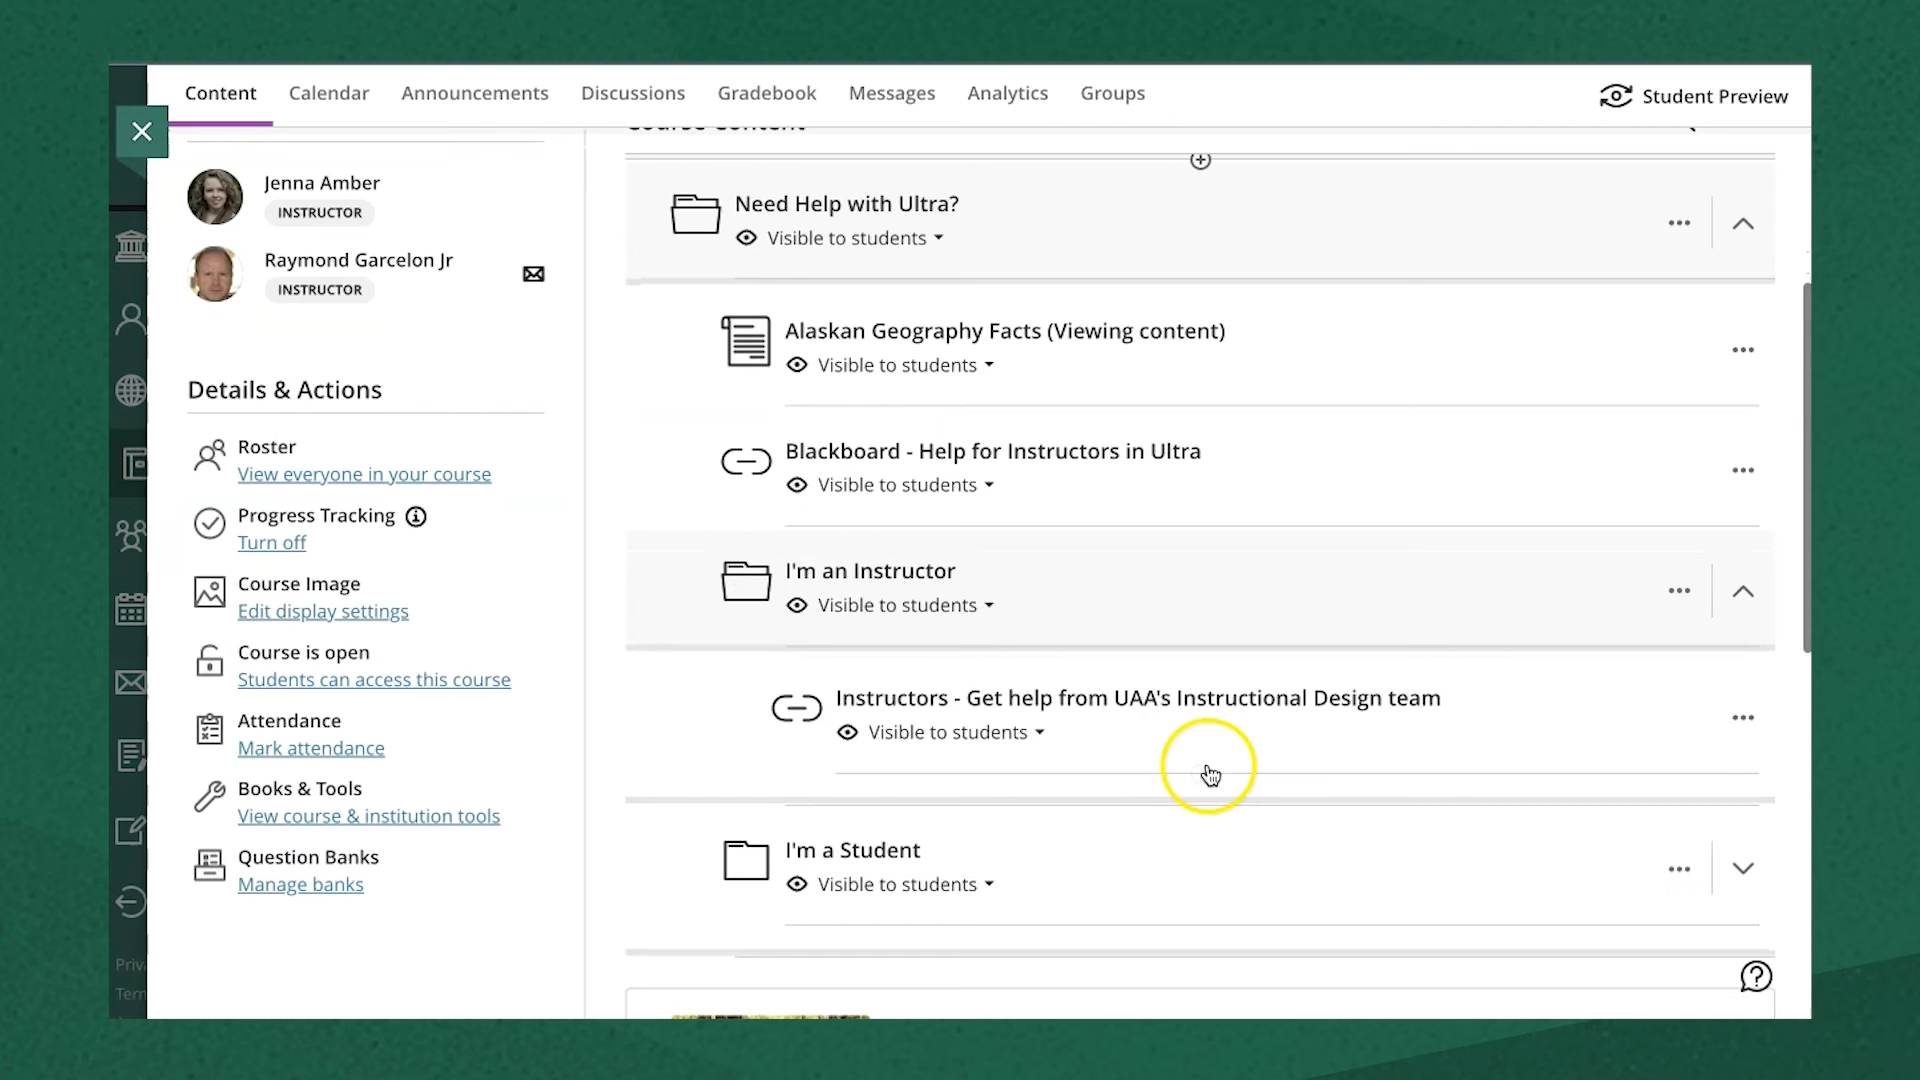 Content Calendar Announcements Discussions Gradebook Messages Analytics Groups
Student Preview
Course Content
Jenna Amber
INSTRUCTOR
Raymond Garcelon Jr
INSTRUCTOR
Details & Actions
Roster
View everyone in your course
Progress Tracking
Turn off
Course Image
Edit display settings
Course is open
Students can access this course
Attendance
Mark attendance
Books & Tools
View course & institution tools
Question Banks
Manage banks
Need Help with Ultra?
Visible to students
Alaskan Geography Facts (Viewing content)
Visible to students
Blackboard - Help for Instructors in Ultra
Visible to students
I'm an Instructor
Visible to students
Instructors - Get help from UAA's Instructional Design team
Visible to students
I'm a Student
Visible to students